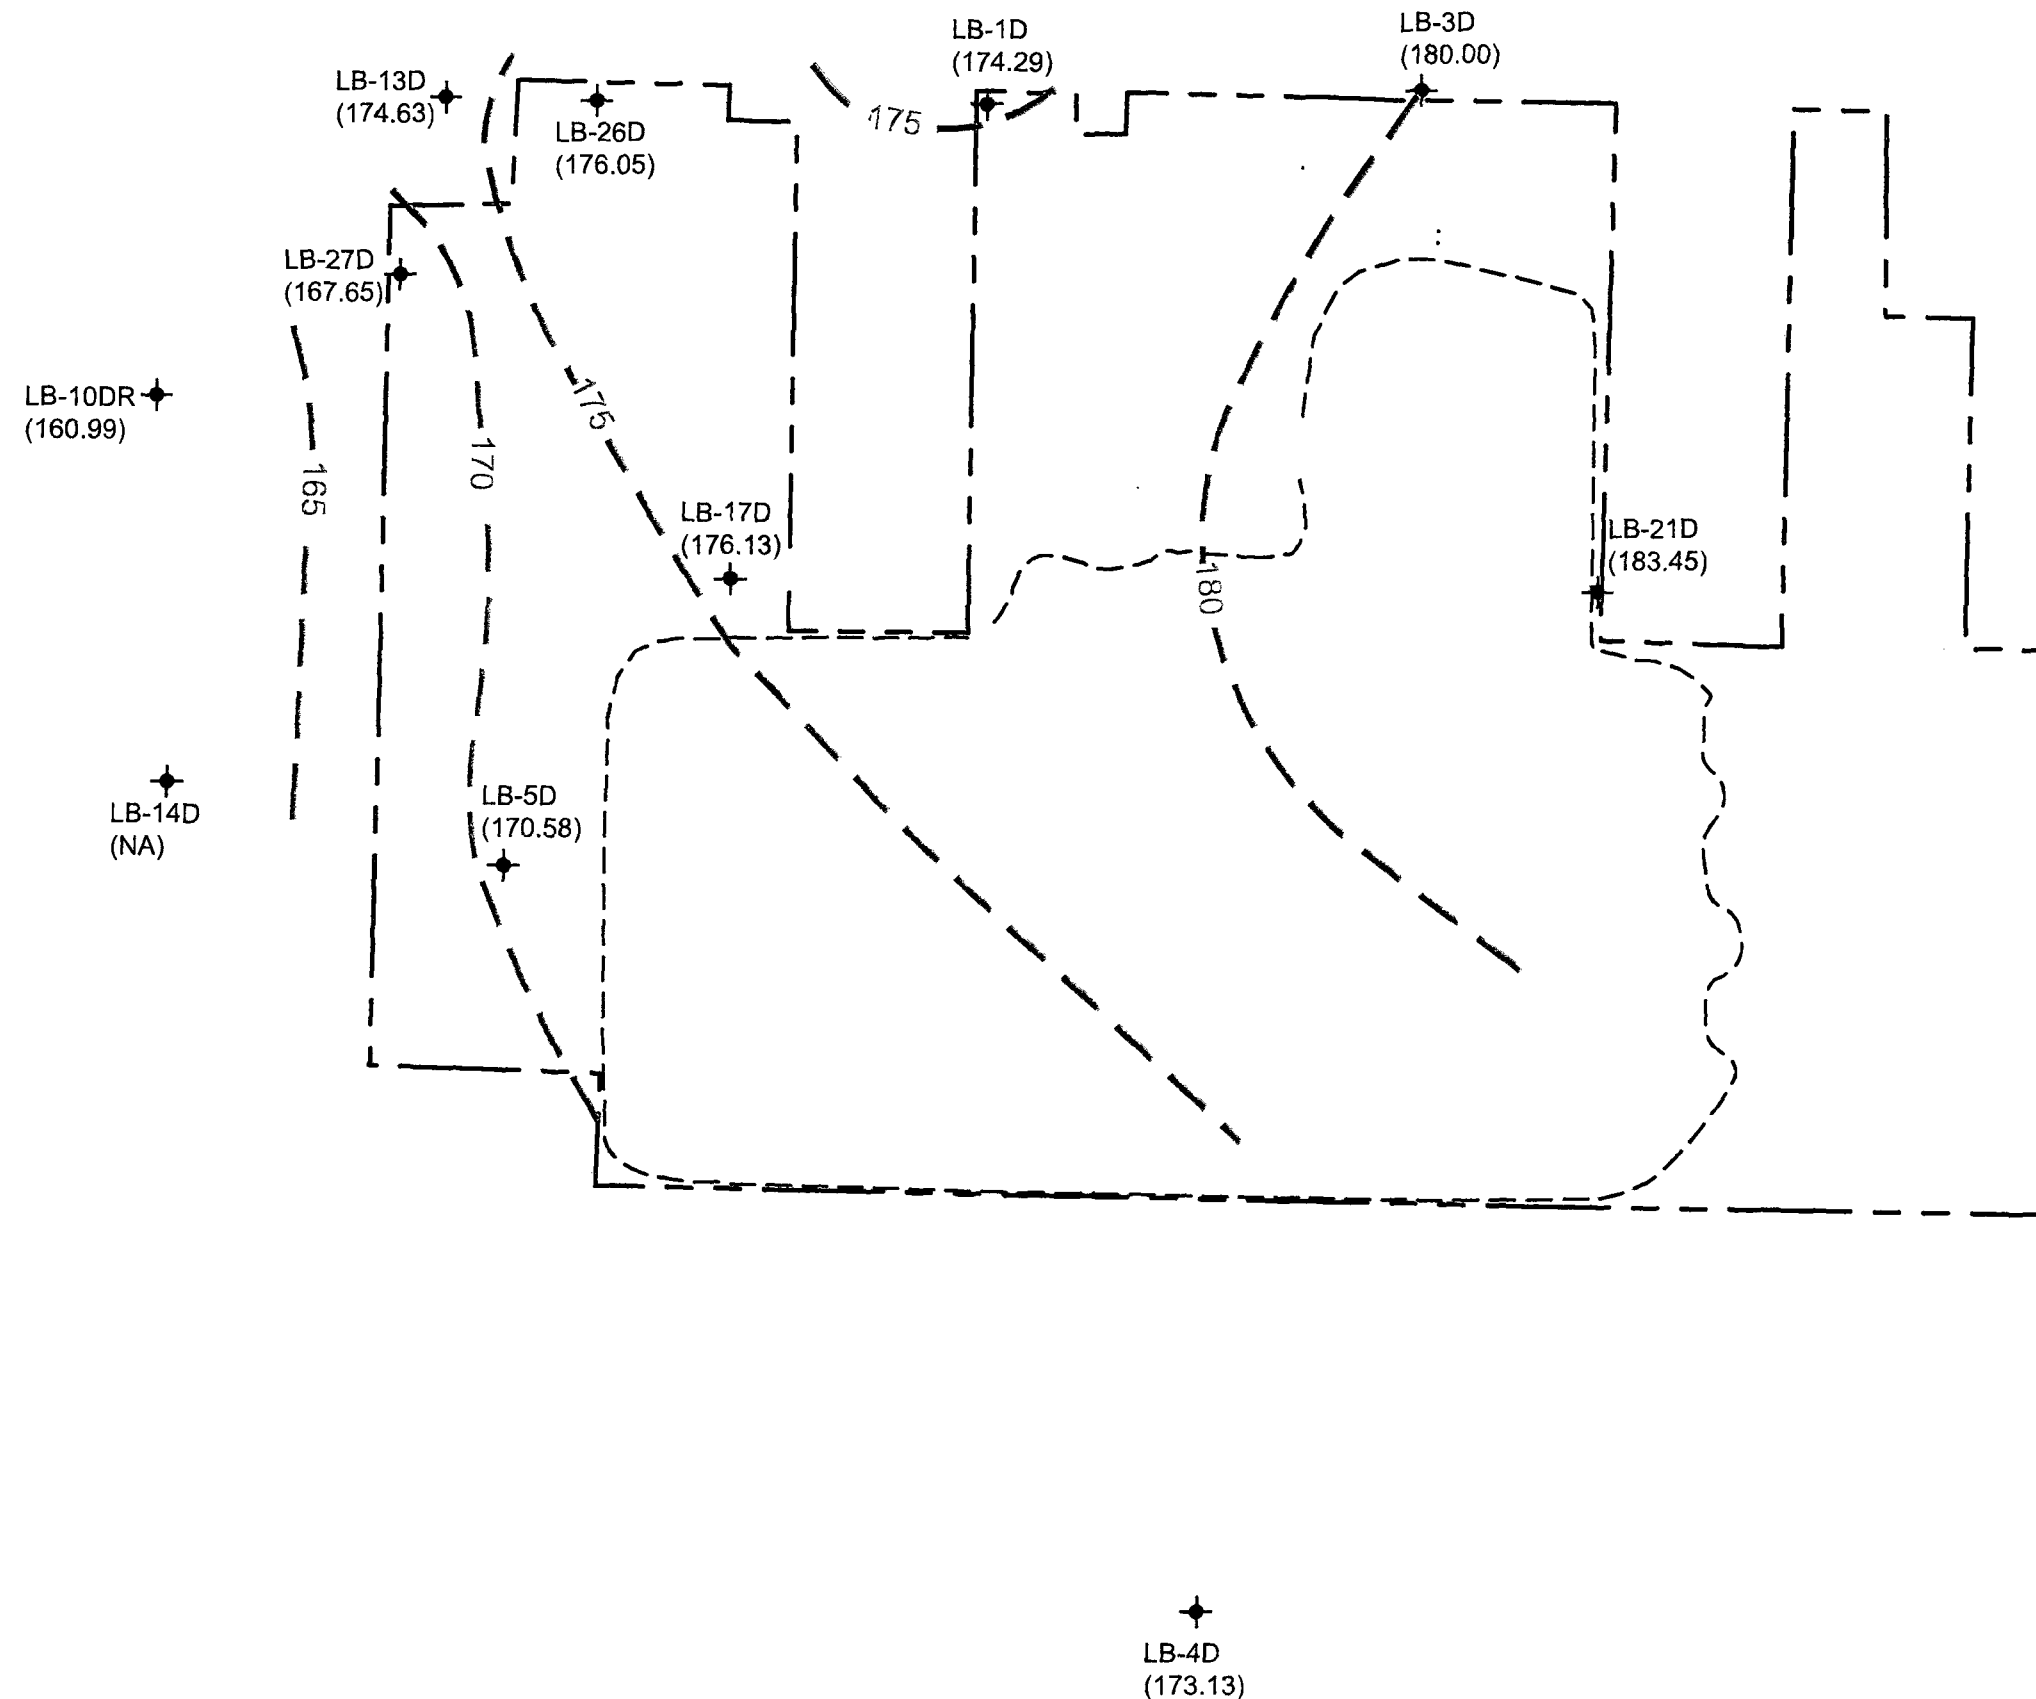 LB-1D
(174.29)
LB-3D
(180.00)
LB-13D
(174.63)
175
LB-26D
(176.05)
LB-27D
(167.65)
LB-10DR
(160.99)
175
170
165
LB-17D
(176.13)
LB-21D
(183.45)
180
LB-5D
(170.58)
LB-14D
(NA)
LB-4D
(173.13)